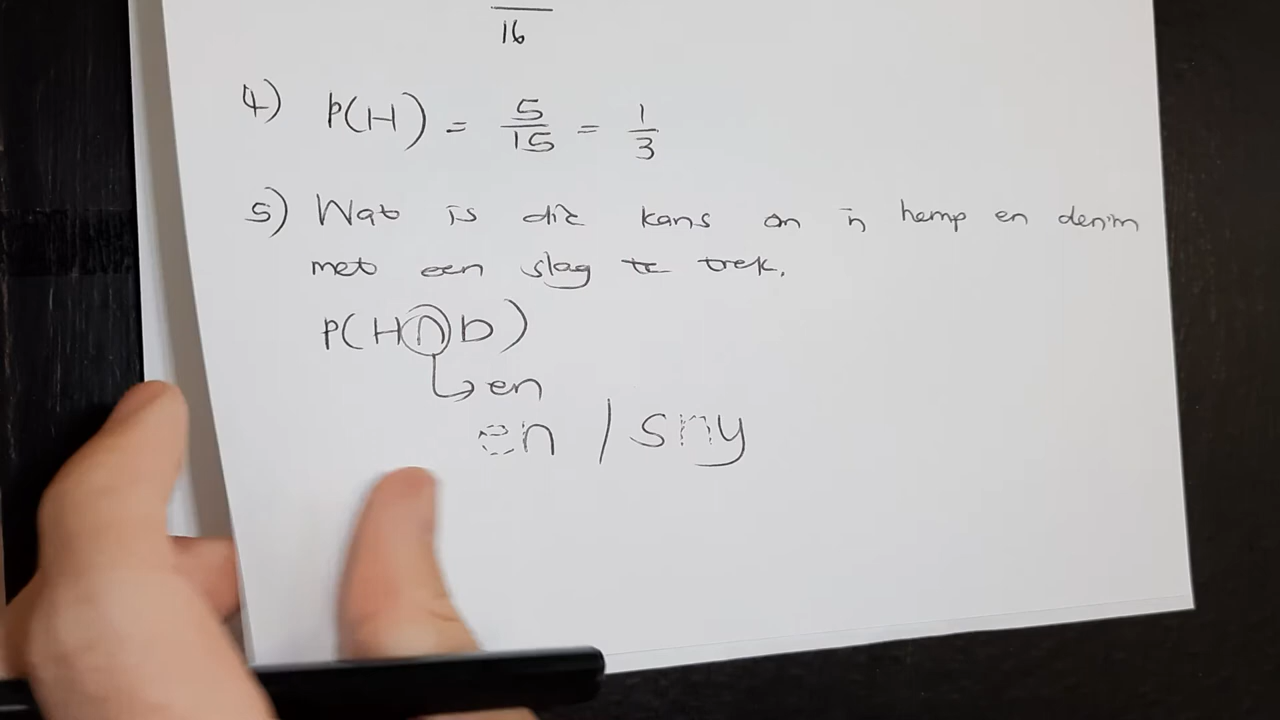 16
4) P(H) = 5/15 = 1/3
5) Wat is die kans om 'n hemp en denim
met een slag te trek.
P(H∩D)
↳ en
en / sny